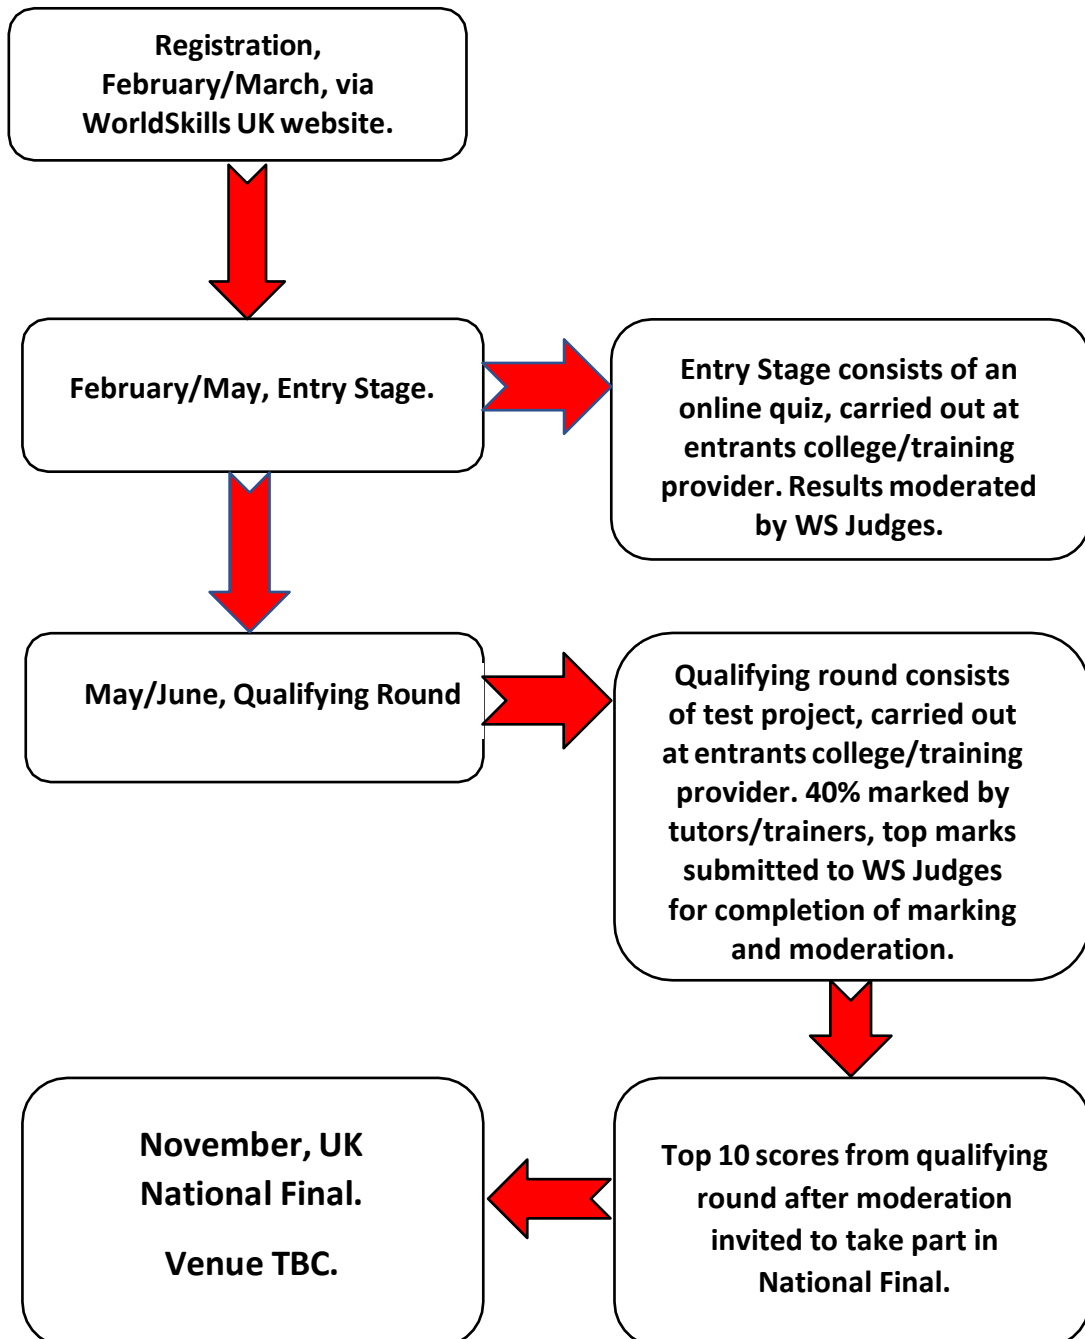 Registration,
February/March, via
WorldSkills UK website.
February/May, Entry Stage.
Entry Stage consists of an
online quiz, carried out at
entrants college/training
provider. Results moderated
by WS Judges.
May/June, Qualifying Round
Qualifying round consists
of test project, carried out
at entrants college/training
provider. 40% marked by
tutors/trainers, top marks
submitted to WS Judges
for completion of marking
and moderation.
Top 10 scores from qualifying
round after moderation
invited to take part in
National Final.
November, UK
National Final.
Venue TBC.